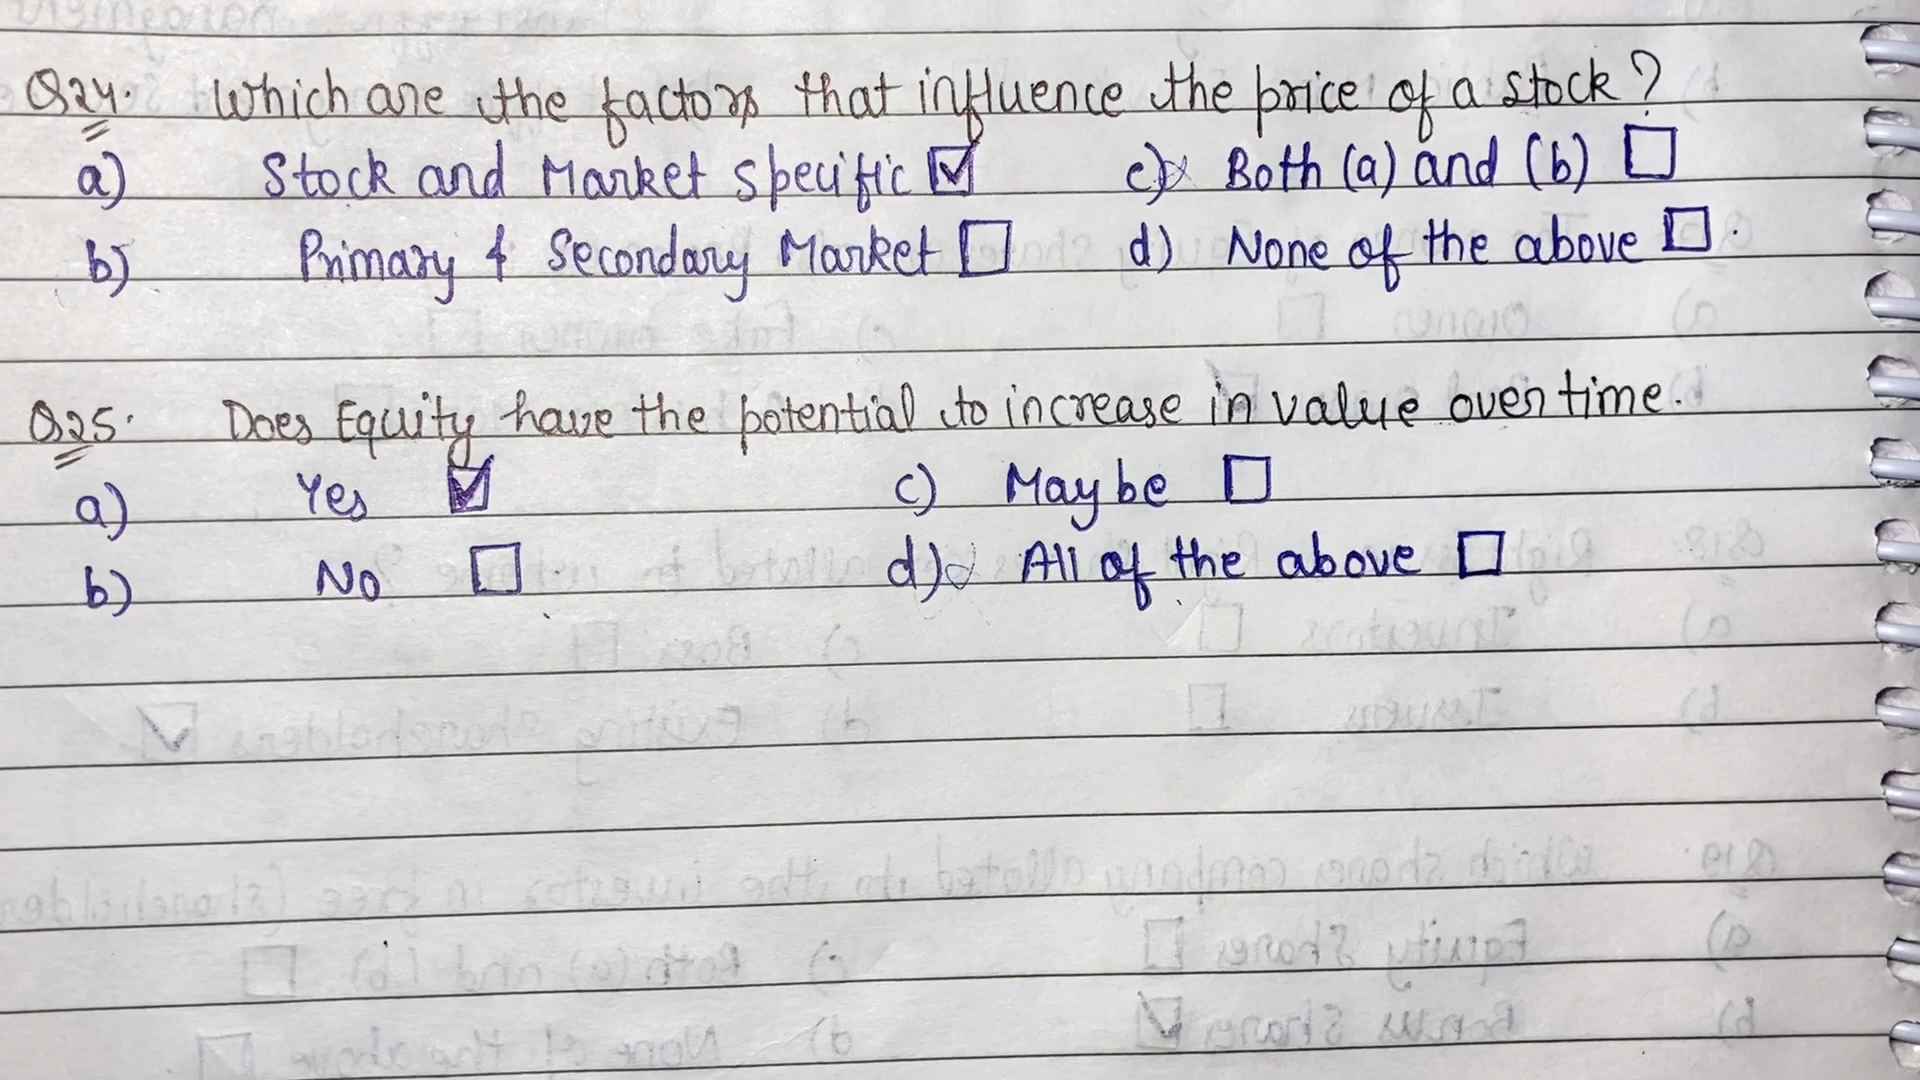 Q24. Which are the factors that influence the price of a stock?
a) Stock and Market specific ☑ c) Both (a) and (b) ☐
b) Primary & Secondary Market ☐ d) None of the above ☐.
Q25. Does Equity have the potential to increase in value over time.
a) Yes ☑ c) May be ☐
b) No ☐ d) All of the above ☐